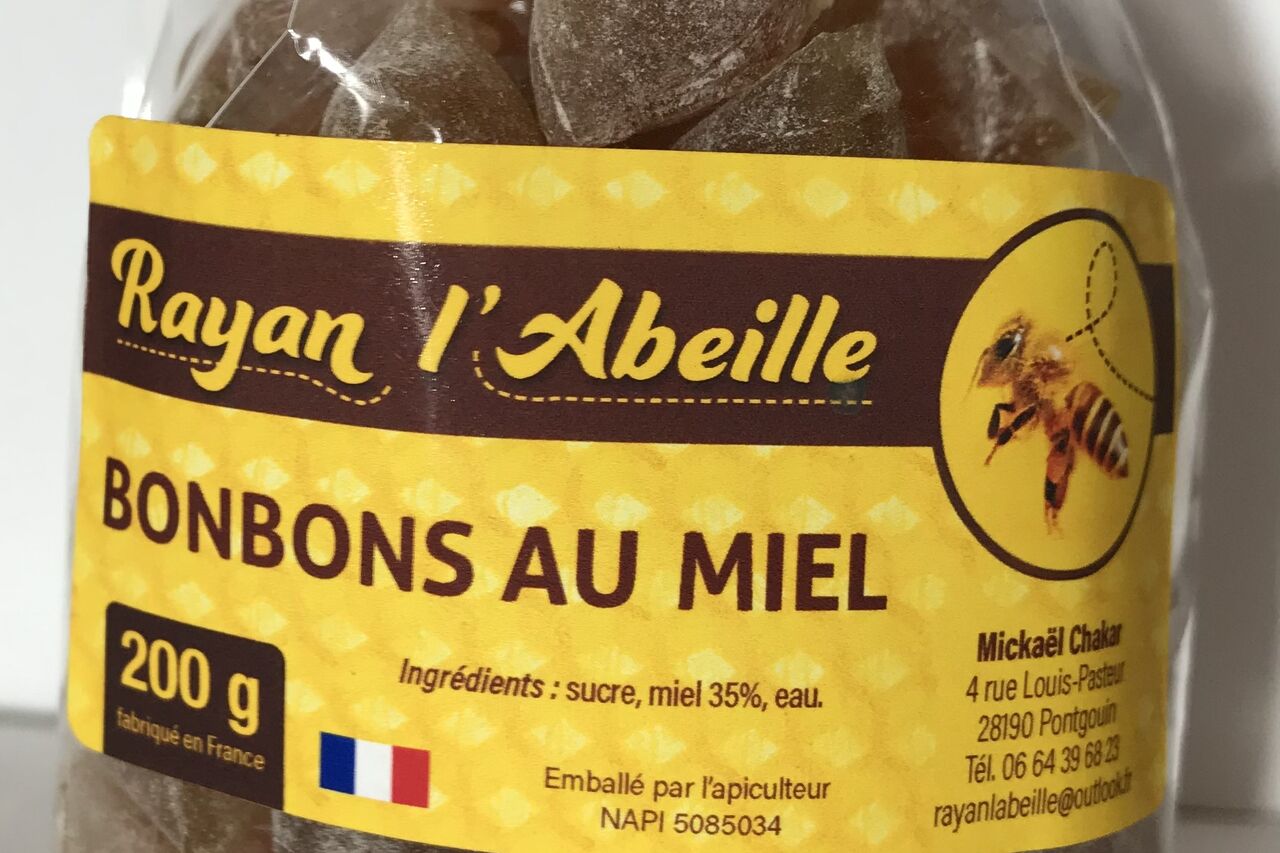 Rayan l'Abeille
BONBONS AU MIEL
200 g
fabriqué en France
Ingrédients : sucre, miel 35%, eau.
Emballé par l'apiculteur
NAPI 5085034
Mickaël Chakar
4 rue Louis-Pasteur
28190 Pontgouin
Tél. 06 64 39 68 23
rayanlabeille@outlook.fr